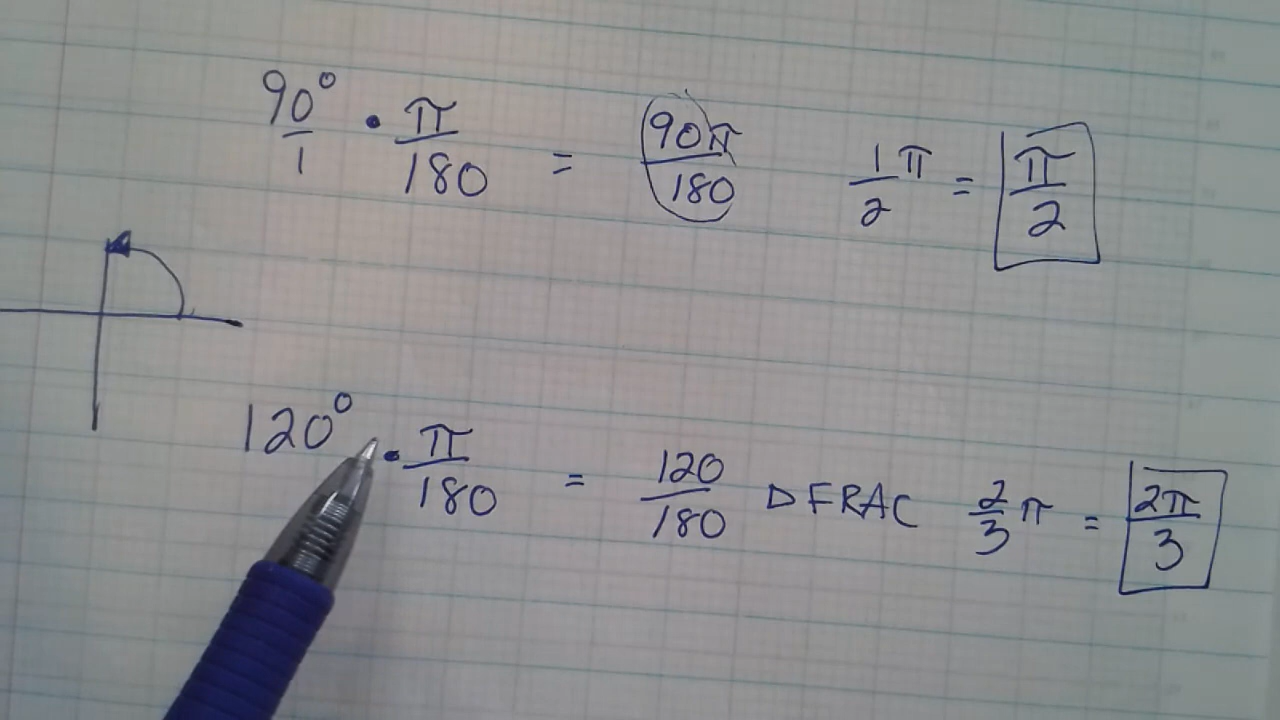 90°/1 • π/180 = 90π/180 1/2 π = π/2
120° • π/180 = 120/180 ▷ FRAC 2/3 π = 2π/3